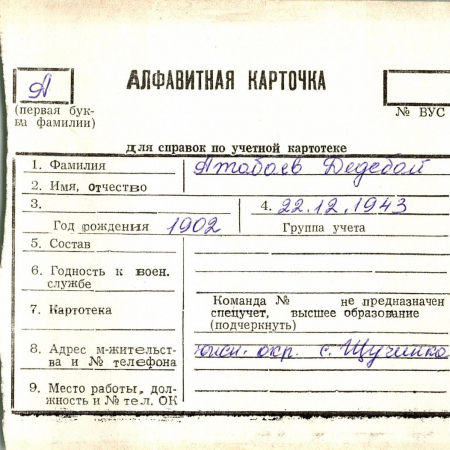 А
АЛФАВИТНАЯ КАРТОЧКА
(первая бук-
ва фамилии)
№ ВУС
для справок по учетной картотеке
1. Фамилия Атабаев Дедебай
2. Имя, отчество
3. 4. 22.12.1943
Год рождения 1902 Группа учета
5. Состав
6. Годность к воен.
службе
7. Картотека
Команда № не предназначен
спецучет, высшее образование
(подчеркнуть)
8. Адрес м-жительст-
ва и № телефона
окр. с. Щучинка
9. Место работы, дол-
жность и № тел. ОК